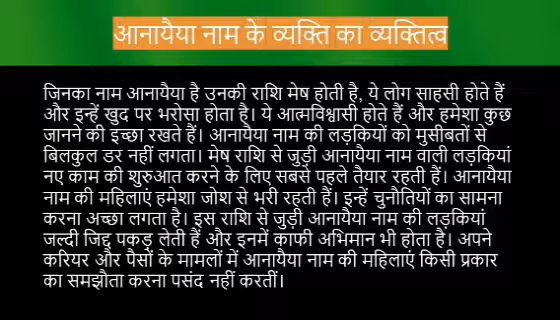 आनायैया नाम के व्यक्ति का व्यक्तित्व
जिनका नाम आनायैया है उनकी राशि मेष होती है, ये लोग साहसी होते हैं
और इन्हें खुद पर भरोसा होता है। ये आत्मविश्वासी होते हैं और हमेशा कुछ
जानने की इच्छा रखते हैं। आनायैया नाम की लड़कियों को मुसीबतों से
बिलकुल डर नहीं लगता। मेष राशि से जुड़ी आनायैया नाम वाली लड़कियां
नए काम की शुरुआत करने के लिए सबसे पहले तैयार रहती हैं। आनायैया
नाम की महिलाएं हमेशा जोश से भरी रहती हैं। इन्हें चुनौतियों का सामना
करना अच्छा लगता है। इस राशि से जुड़ी आनायैया नाम की लड़कियां
जल्दी जिद्द पकड़ लेती हैं और इनमें काफी अभिमान भी होता है। अपने
करियर और पैसों के मामलों में आनायैया नाम की महिलाएं किसी प्रकार
का समझौता करना पसंद नहीं करतीं।